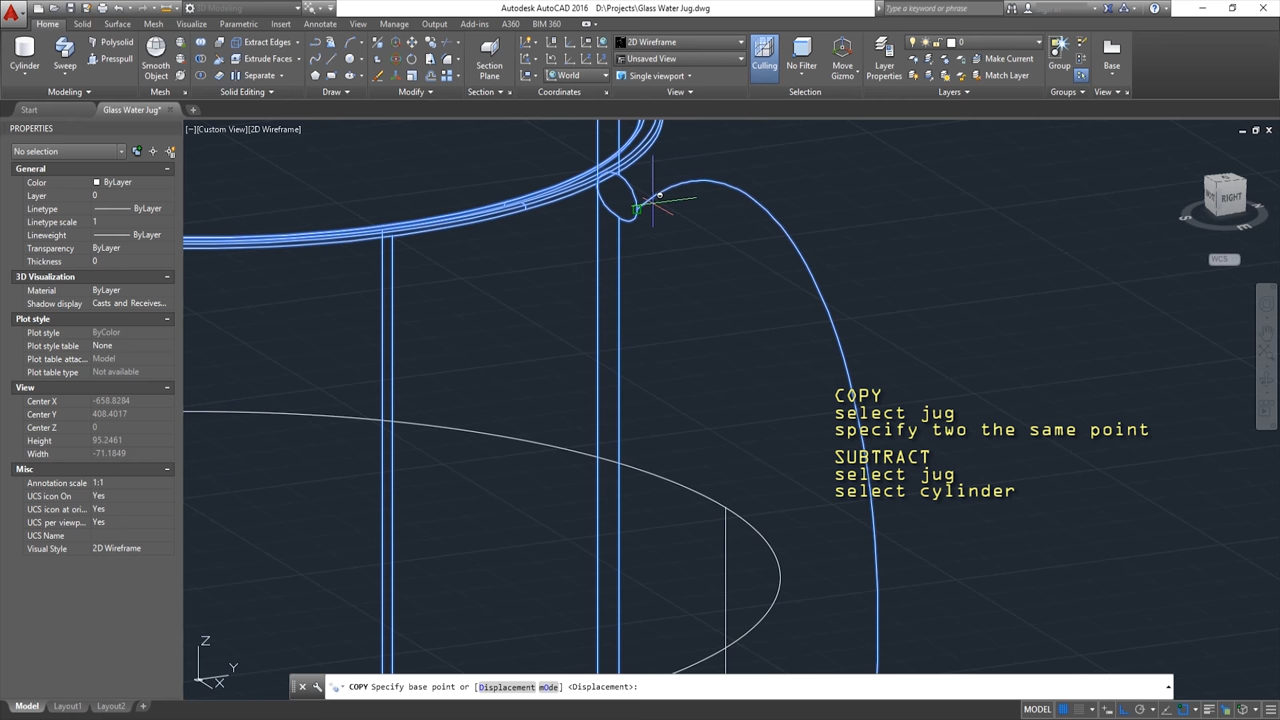 Autodesk AutoCAD 2016 D:\Projects\Glass Water Jug.dwg
Type a keyword or phrase
Home Solid Surface Mesh Visualize Parametric Insert Annotate View Manage Output Add-ins A360 BIM 360
Polysolid
Presspull
Extract Edges
Extrude Faces
Separate
Cylinder
Sweep
Smooth
Object
Section
Plane
World
2D Wireframe
Unsaved View
Single viewport
Culling
No Filter
Move
Gizmo
Layer
Properties
0
Make Current
Match Layer
Group
Base
Modeling
Mesh
Solid Editing
Draw
Modify
Section
Coordinates
View
Selection
Layers
Groups
View
Start
Glass Water Jug*
PROPERTIES
No selection
General
Color ByLayer
Layer 0
Linetype ByLayer
Linetype scale 1
Lineweight ByLayer
Transparency ByLayer
Thickness 0
3D Visualization
Material ByLayer
Shadow display Casts and Receives...
Plot style
Plot style ByColor
Plot style table None
Plot table attac... Model
Plot table type Not available
View
Center X -658.8284
Center Y 408.4017
Center Z 0
Height 95.2461
Width -71.1849
Misc
Annotation scale 1:1
UCS icon On Yes
UCS icon at ori... Yes
UCS per viewp... Yes
UCS Name
Visual Style 2D Wireframe
[−][Custom View][2D Wireframe]
RIGHT
S
E
WCS
COPY
select jug
specify two the same point
SUBTRACT
select jug
select cylinder
Z
Y
X
COPY Specify base point or [Displacement mOde] <Displacement>:
Model Layout1 Layout2
MODEL
1:1